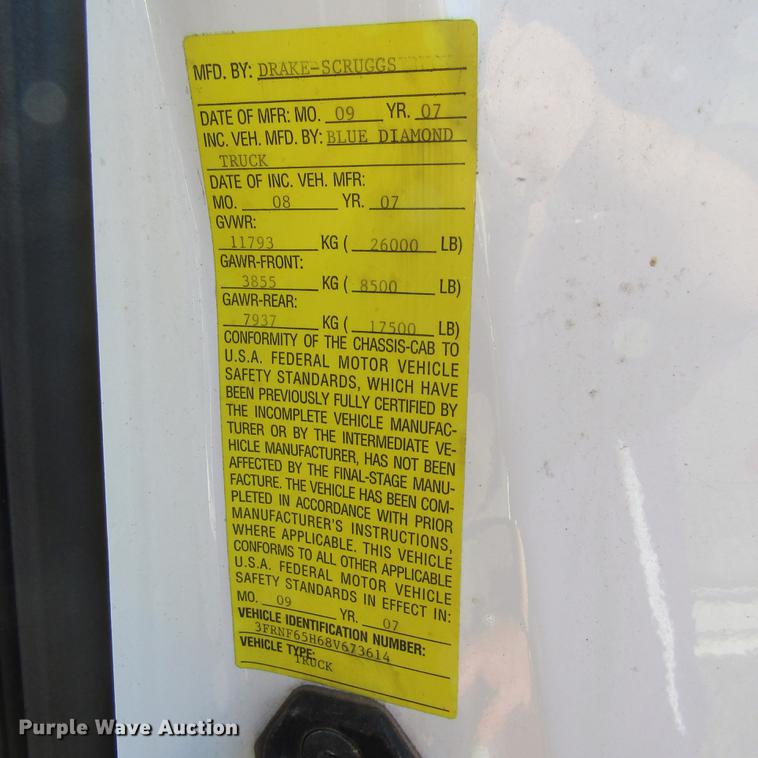 MFD. BY: DRAKE-SCRUGGS
DATE OF MFR: MO. 09 YR. 07
INC. VEH. MFD. BY: BLUE DIAMOND
TRUCK
DATE OF INC. VEH. MFR:
MO. 08 YR. 07
GVWR:
11793 KG ( 26000 LB)
GAWR-FRONT:
3855 KG ( 8500 LB)
GAWR-REAR:
7937 KG ( 17500 LB)
CONFORMITY OF THE CHASSIS-CAB TO
U.S.A. FEDERAL MOTOR VEHICLE
SAFETY STANDARDS, WHICH HAVE
BEEN PREVIOUSLY FULLY CERTIFIED BY
THE INCOMPLETE VEHICLE MANUFAC-
TURER OR BY THE INTERMEDIATE VE-
HICLE MANUFACTURER, HAS NOT BEEN
AFFECTED BY THE FINAL-STAGE MANU-
FACTURE. THE VEHICLE HAS BEEN COM-
PLETED IN ACCORDANCE WITH PRIOR
MANUFACTURER'S INSTRUCTIONS,
WHERE APPLICABLE. THIS VEHICLE
CONFORMS TO ALL OTHER APPLICABLE
U.S.A. FEDERAL MOTOR VEHICLE
SAFETY STANDARDS IN EFFECT IN:
MO. 09 YR. 07
VEHICLE IDENTIFICATION NUMBER:
3FRNF65H68V673614
VEHICLE TYPE:
TRUCK
Purple Wave Auction